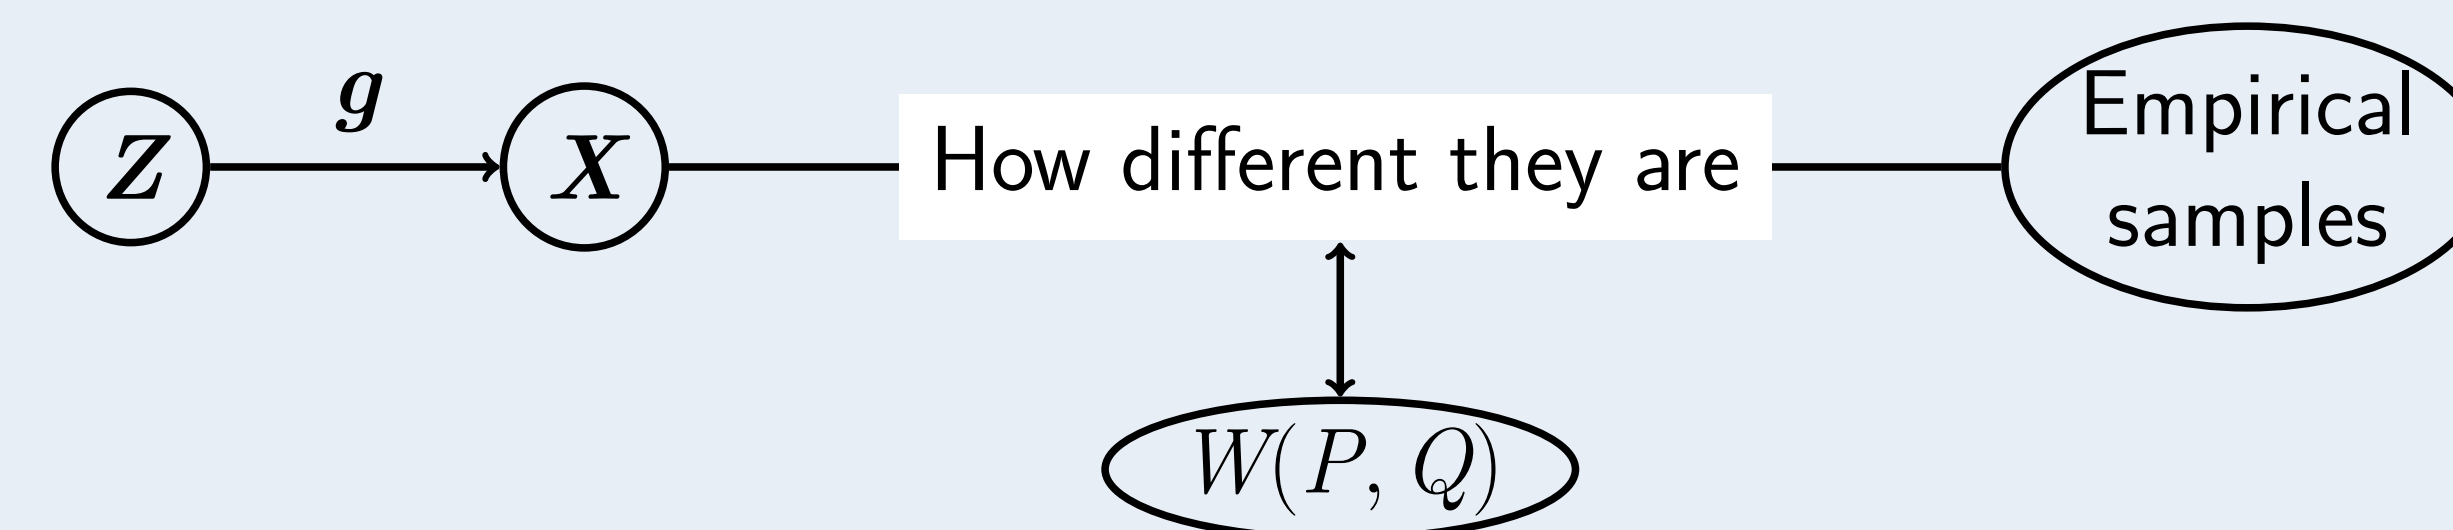 g
Z
X
How different they are
Empirical
samples
W(P, Q)